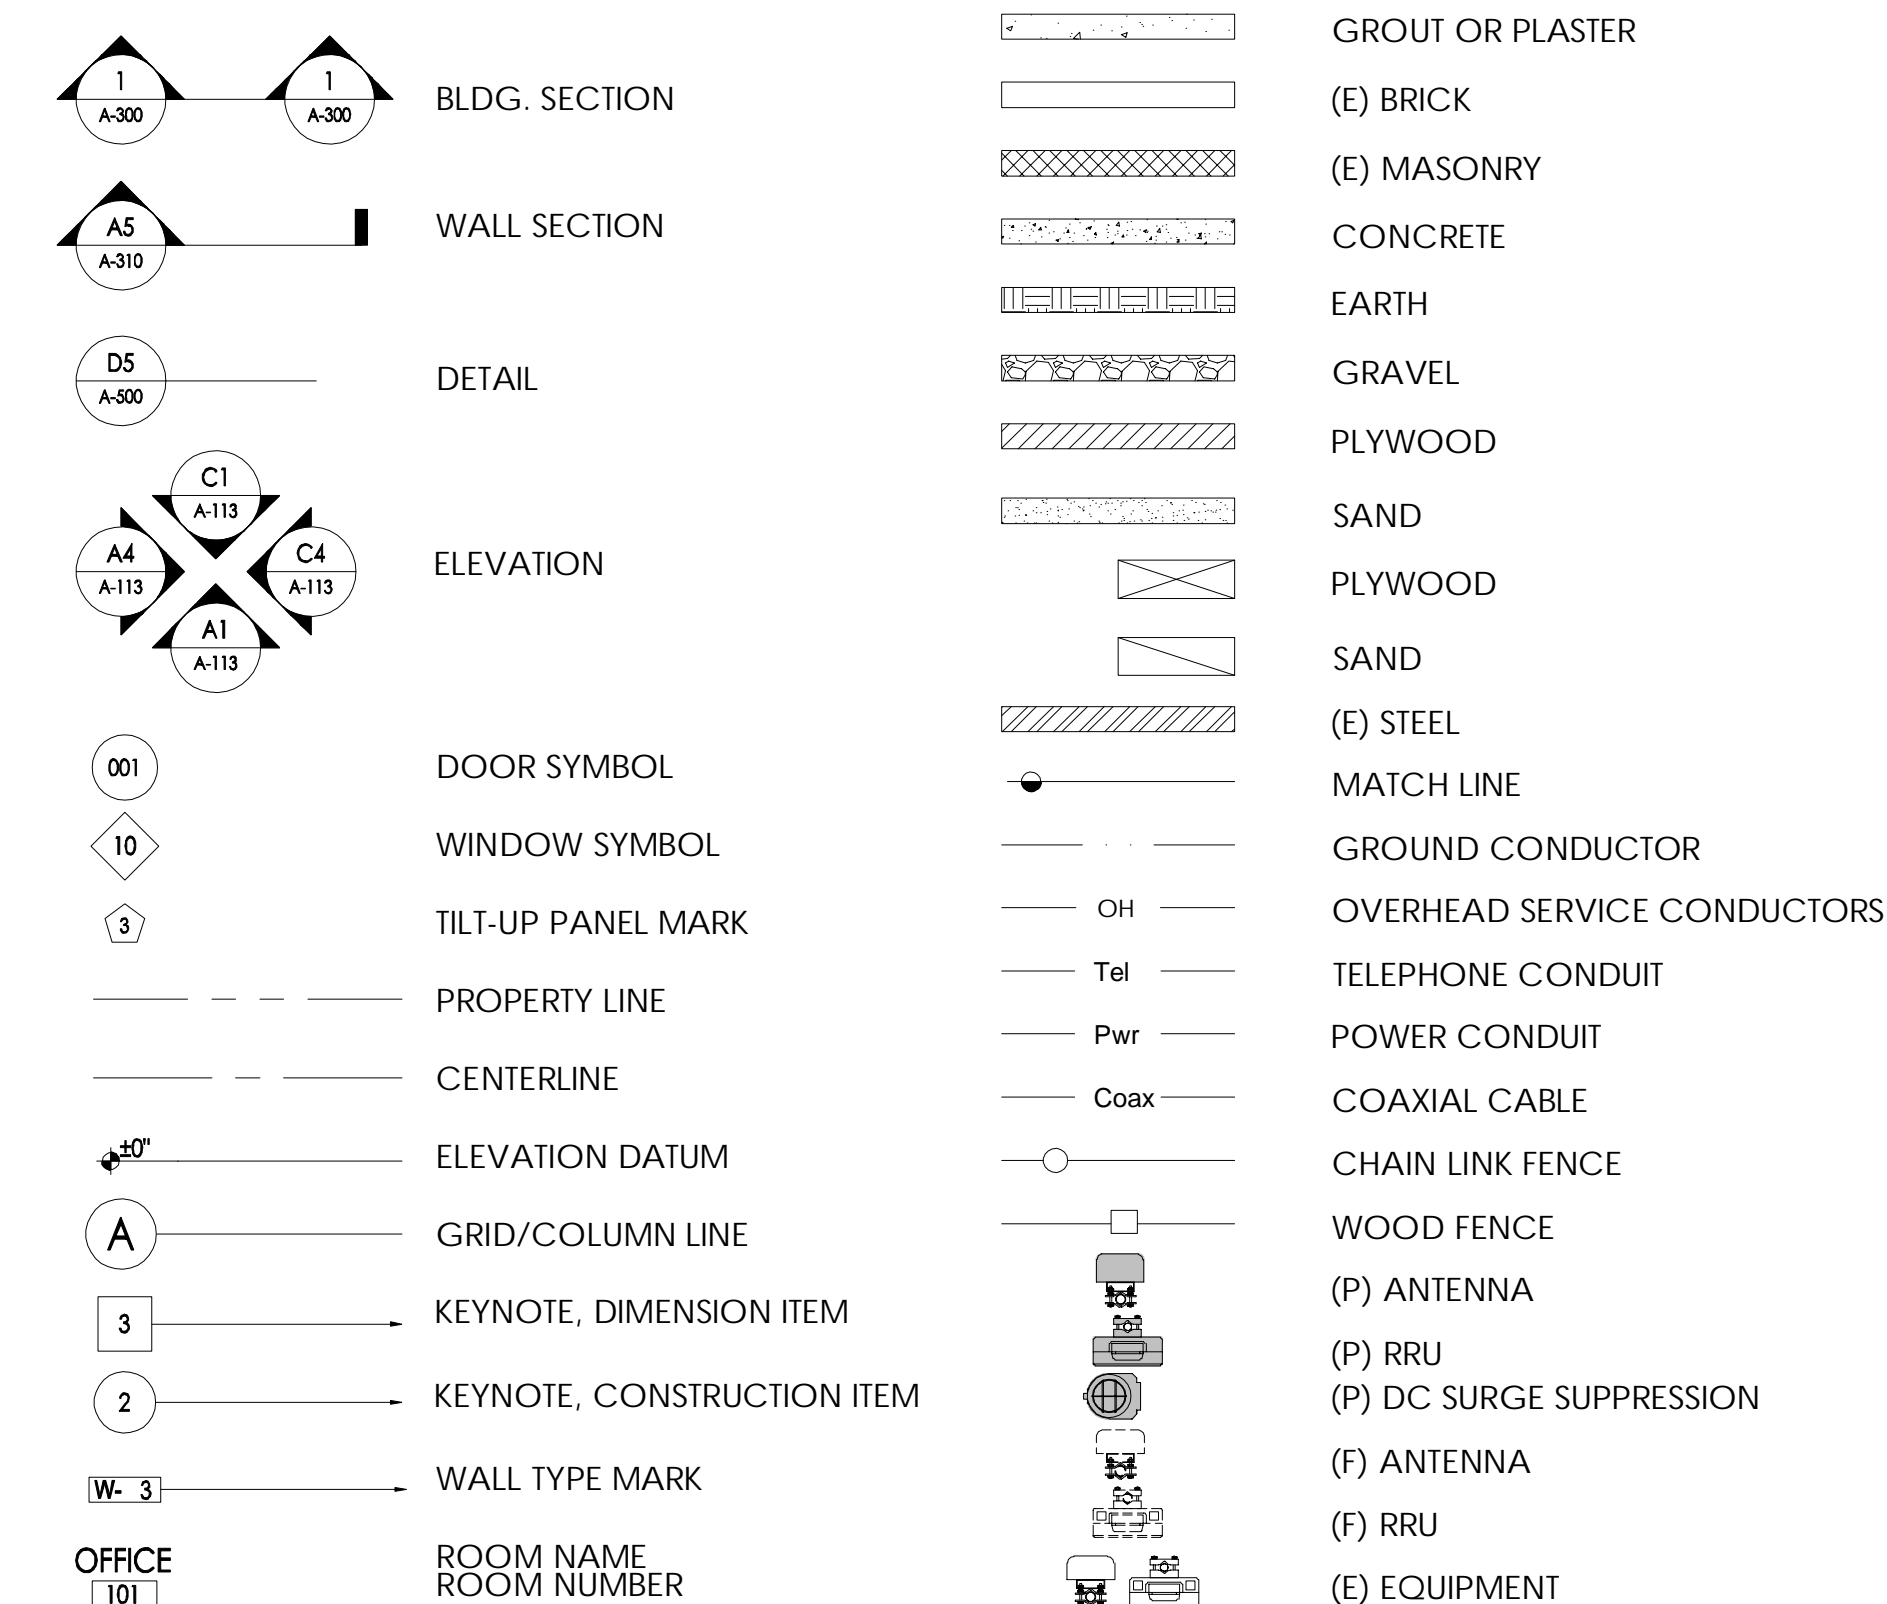 1
A-300
1
A-300
BLDG. SECTION
A5
A-310
WALL SECTION
D5
A-500
DETAIL
C1
A-113
A4
A-113
C4
A-113
A1
A-113
ELEVATION
001
DOOR SYMBOL
10
WINDOW SYMBOL
3
TILT-UP PANEL MARK
PROPERTY LINE
CENTERLINE
±0"
ELEVATION DATUM
A
GRID/COLUMN LINE
3
KEYNOTE, DIMENSION ITEM
2
KEYNOTE, CONSTRUCTION ITEM
W- 3
WALL TYPE MARK
OFFICE
101
ROOM NAME
ROOM NUMBER
GROUT OR PLASTER
(E) BRICK
(E) MASONRY
CONCRETE
EARTH
GRAVEL
PLYWOOD
SAND
PLYWOOD
SAND
(E) STEEL
MATCH LINE
GROUND CONDUCTOR
OH
OVERHEAD SERVICE CONDUCTORS
Tel
TELEPHONE CONDUIT
Pwr
POWER CONDUIT
Coax
COAXIAL CABLE
CHAIN LINK FENCE
WOOD FENCE
(P) ANTENNA
(P) RRU
(P) DC SURGE SUPPRESSION
(F) ANTENNA
(F) RRU
(E) EQUIPMENT